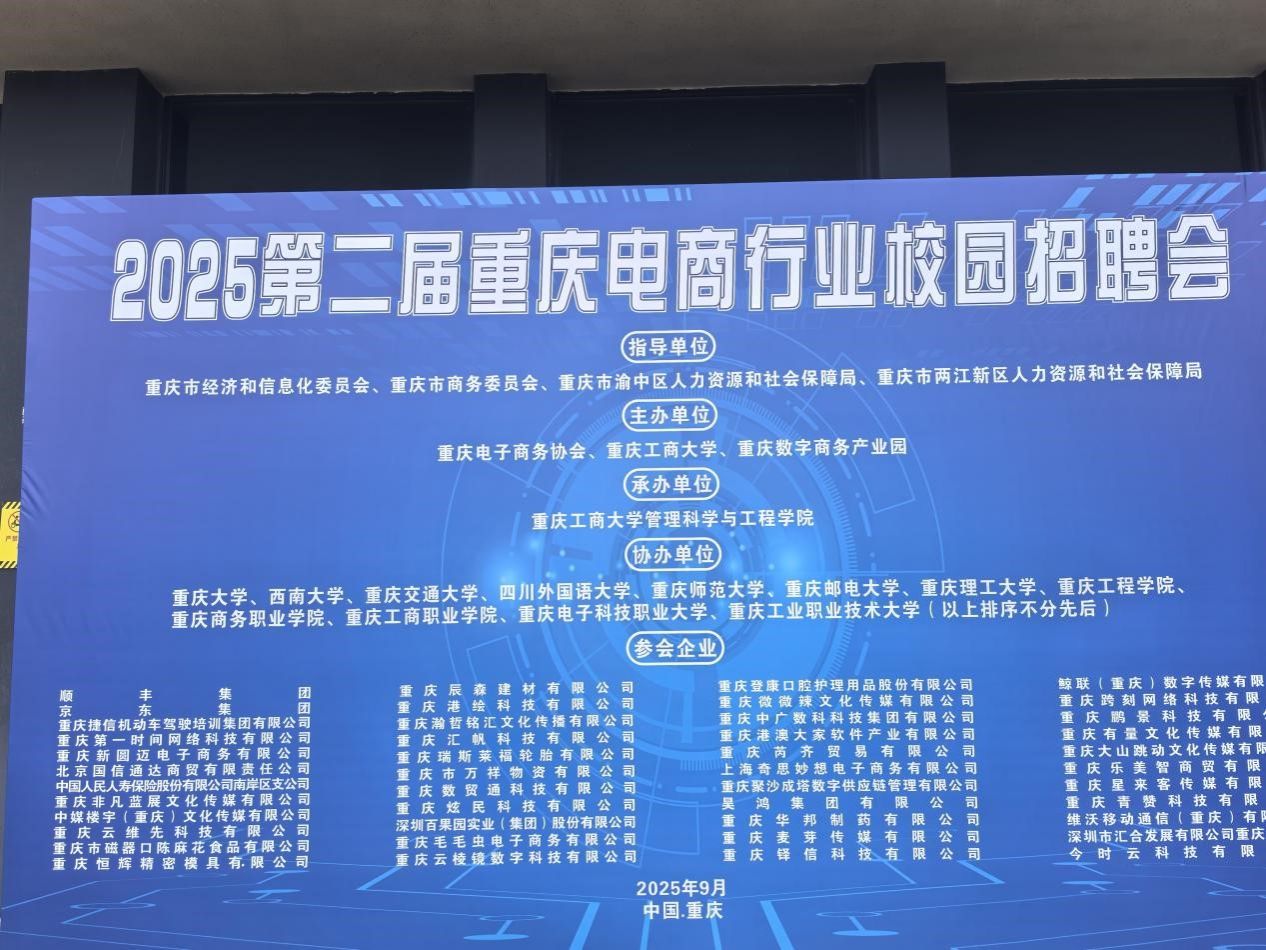 2025第二届重庆电商行业校园招聘会
指导单位
重庆市经济和信息化委员会、重庆市商务委员会、重庆市渝中区人力资源和社会保障局、重庆市两江新区人力资源和社会保障局
主办单位
重庆电子商务协会、重庆工商大学、重庆数字商务产业园
承办单位
重庆工商大学管理科学与工程学院
协办单位
重庆大学、西南大学、重庆交通大学、四川外国语大学、重庆师范大学、重庆邮电大学、重庆理工大学、重庆工程学院、
重庆商务职业学院、重庆工商职业学院、重庆电子科技职业大学、重庆工业职业技术大学（以上排序不分先后）
参会企业
顺丰集团
京东集团
重庆捷信机动车驾驶培训集团有限公司
重庆第一时间网络科技有限公司
重庆新圆迈电子商务有限公司
北京国信通达商贸有限责任公司
中国人民人寿保险股份有限公司南岸区支公司
重庆非凡蓝展文化传媒有限公司
中媒楼宇（重庆）文化传媒有限公司
重庆云维先科技有限公司
重庆市磁器口陈麻花食品有限公司
重庆恒辉精密模具有限公司
重庆辰森建材有限公司
重庆港绘科技有限公司
重庆瀚哲铭汇文化传播有限公司
重庆汇帆科技有限公司
重庆瑞斯莱福轮胎有限公司
重庆市万祥物资有限公司
重庆数贸通科技有限公司
重庆炫民科技有限公司
深圳百果园实业（集团）股份有限公司
重庆毛毛虫电子商务有限公司
重庆云棱镜数字科技有限公司
重庆登康口腔护理用品股份有限公司
重庆微微辣文化传媒有限公司
重庆中广数科科技集团有限公司
重庆港澳大家软件产业有限公司
重庆芮齐贸易有限公司
上海奇思妙想电子商务有限公司
重庆聚沙成塔数字供应链管理有限公司
昊鸿集团有限公司
重庆华邦制药有限公司
重庆麦芽传媒有限公司
重庆铎信科技有限公司
鲸联（重庆）数字传媒有限
重庆跨刻网络科技有限
重庆鹏景科技有限
重庆有量文化传媒有限
重庆大山跳动文化传媒有限
重庆乐美智商贸有限
重庆星来客传媒有限
重庆青赞科技有限
维沃移动通信（重庆）有限
深圳市汇合发展有限公司重庆
今时云科技有限
2025年9月
中国.重庆